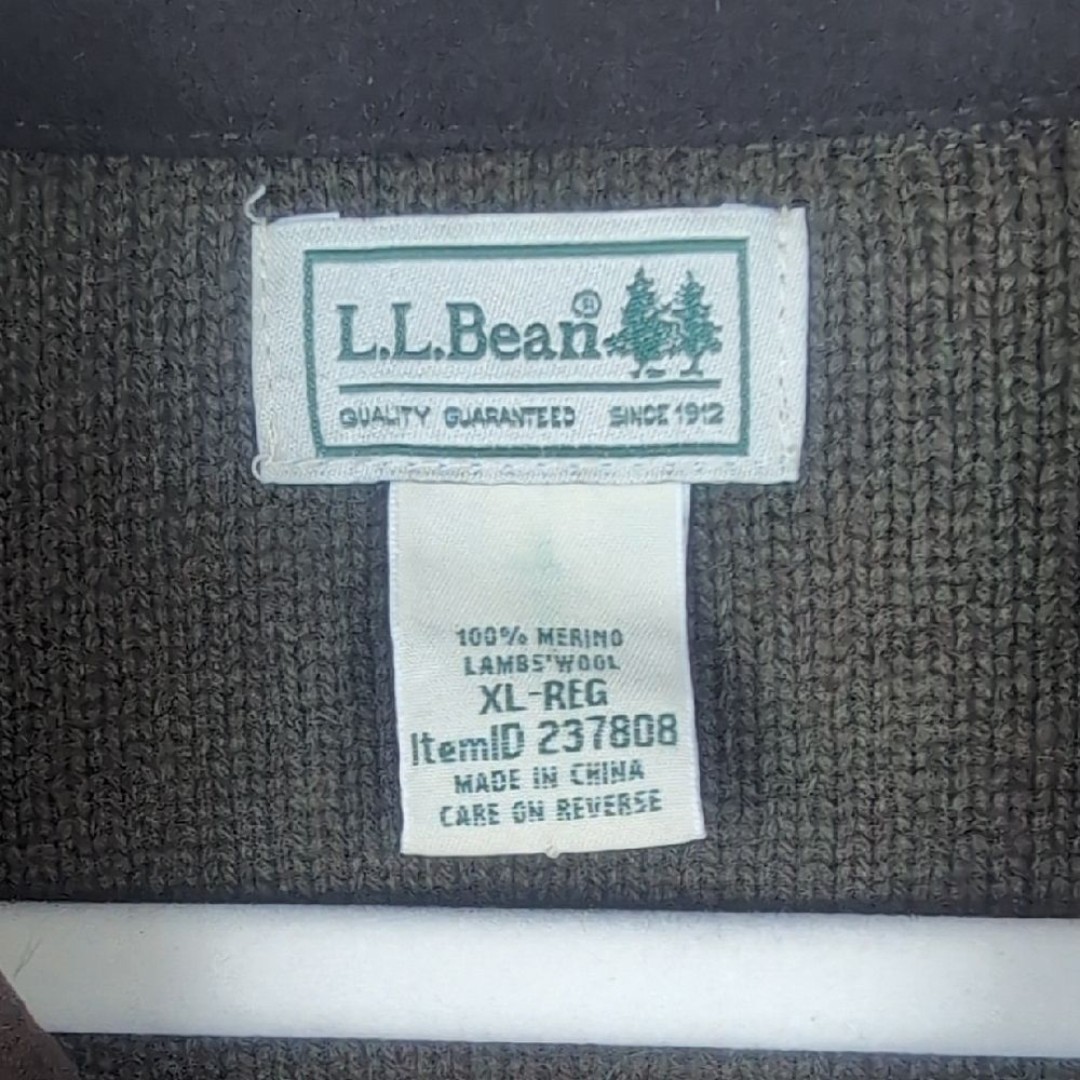 L.L.Bean®
QUALITY GUARANTEED SINCE 1912
100% MERINO
LAMBS'WOOL
XL-REG
ItemID 237808
MADE IN CHINA
CARE ON REVERSE